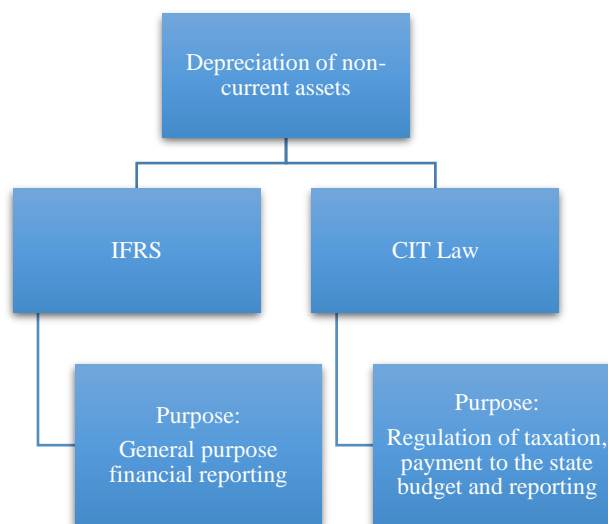 Depreciation of non-
current assets
IFRS
CIT Law
Purpose:
General purpose
financial reporting
Purpose:
Regulation of taxation,
payment to the state
budget and reporting